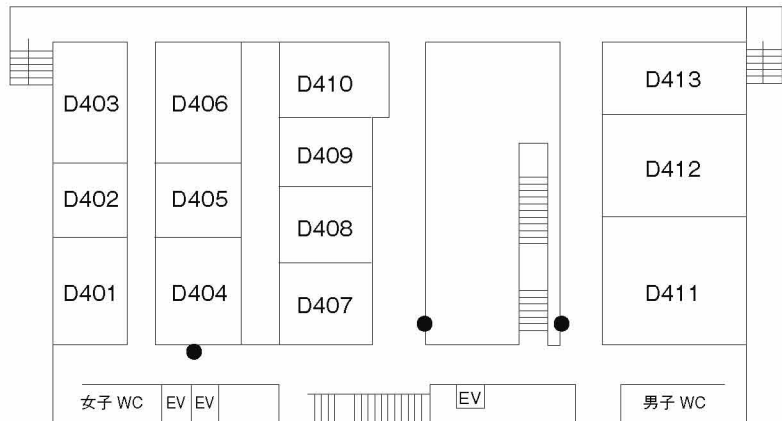 D410
D413
D403
D406
D409
D412
D402
D405
D408
D401
D404
D407
D411
女子 WC
EV
EV
EV
男子 WC